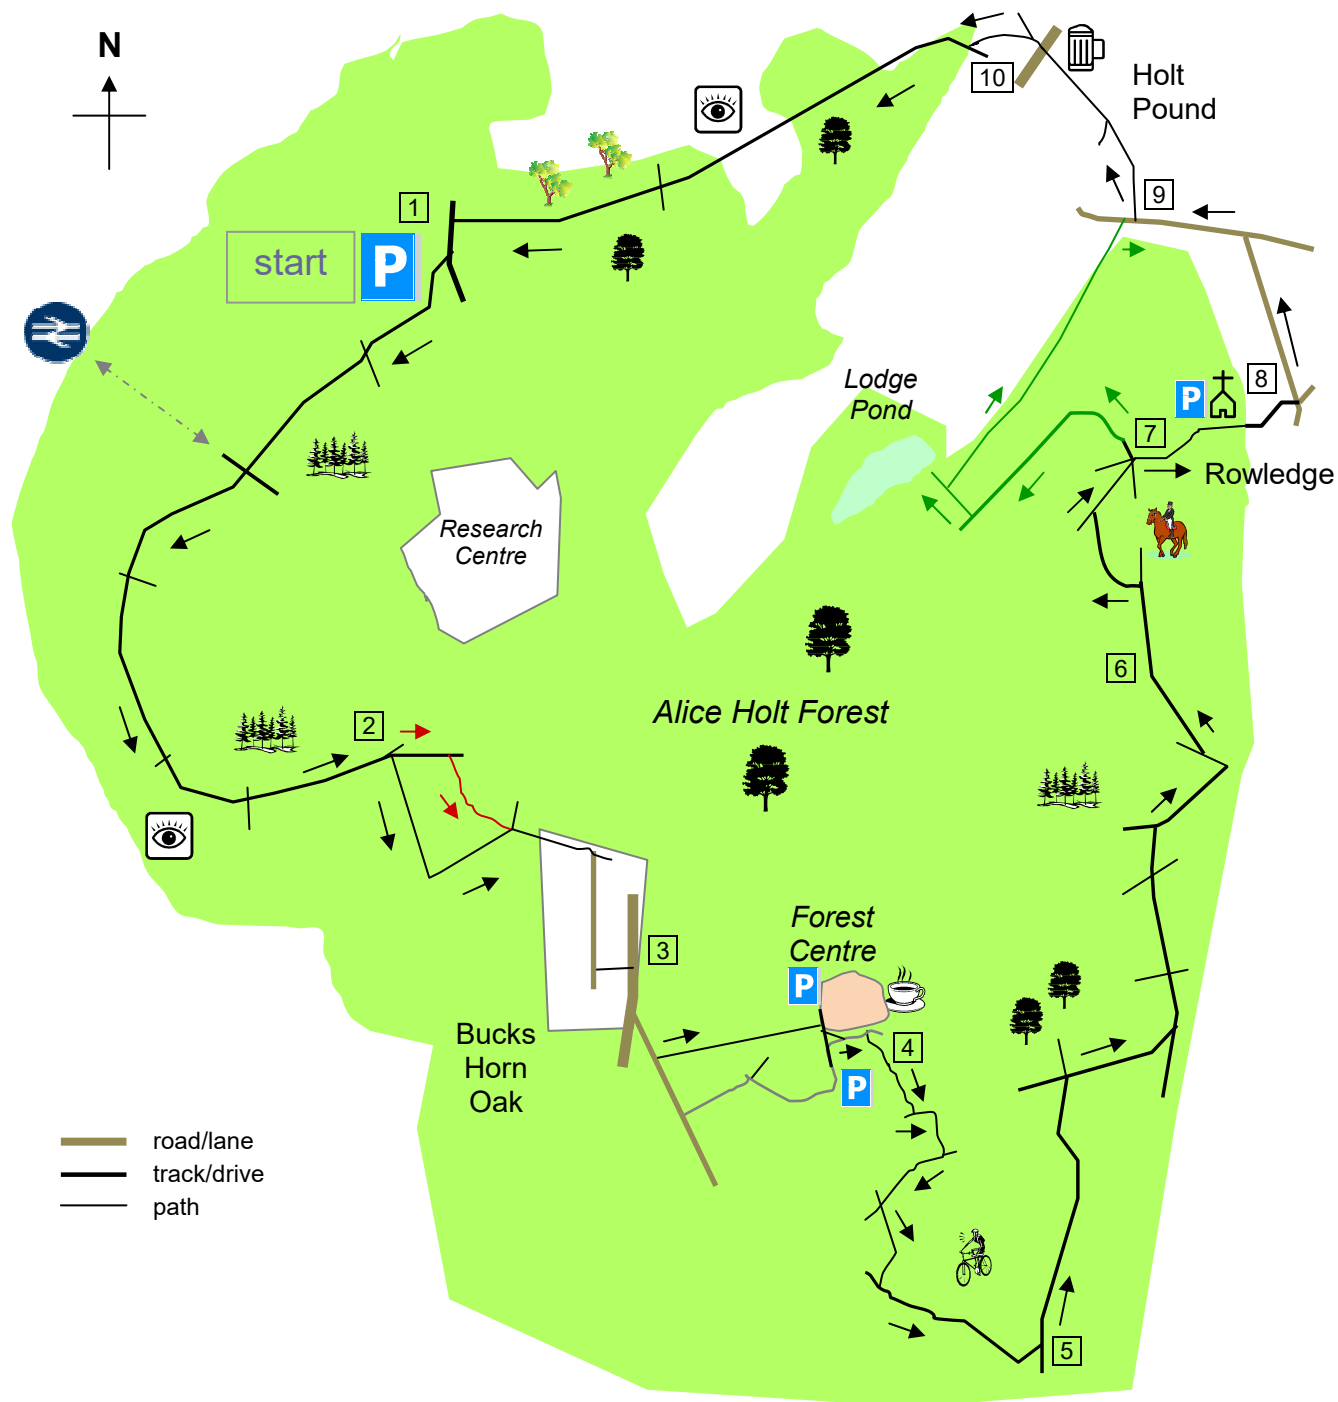 N
10
Holt
Pound
1
9
start
P
Lodge
Pond
P
8
7
Rowledge
Research
Centre
6
Alice Holt Forest
2
Forest
Centre
3
P
Bucks
Horn
Oak
4
P
road/lane
track/drive
path
5